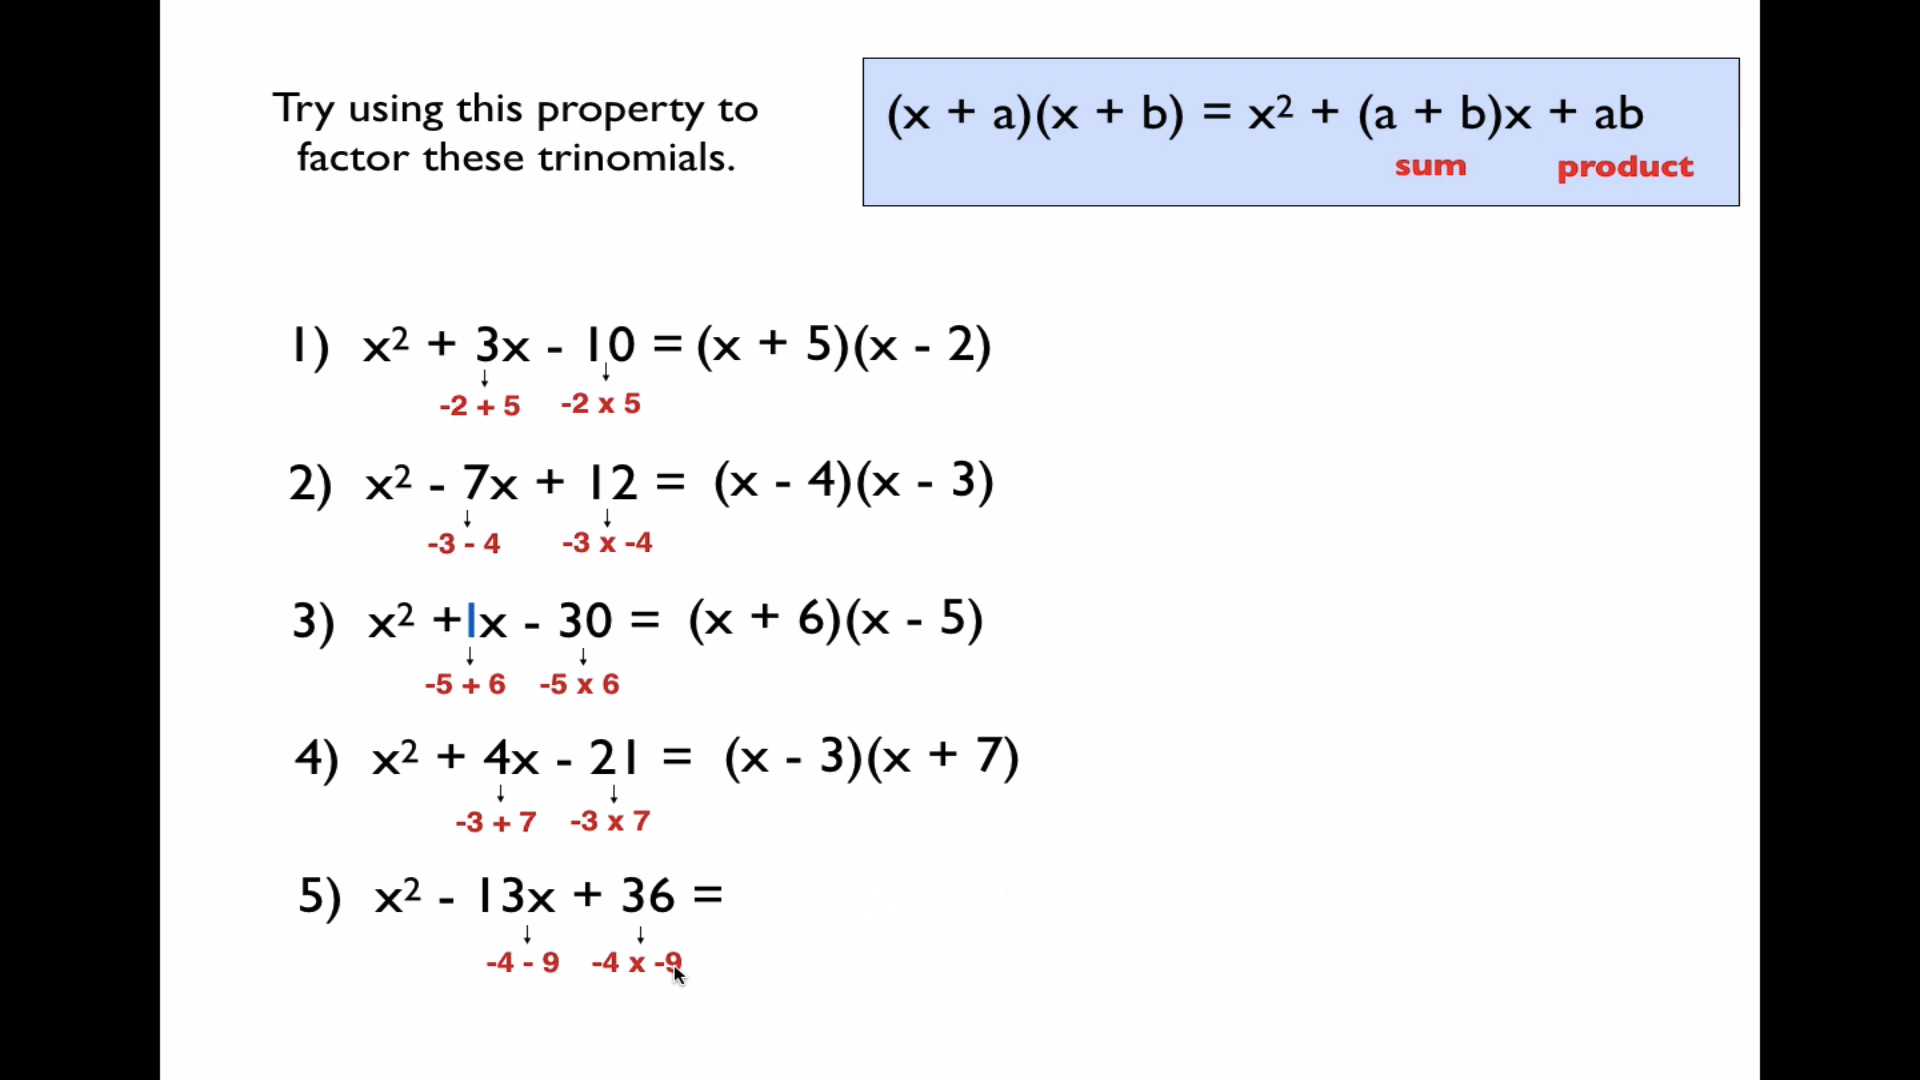 Try using this property to
factor these trinomials.
(x + a)(x + b) = x² + (a + b)x + ab
sum product
1) x² + 3x - 10 = (x + 5)(x - 2)
-2 + 5 -2 x 5
2) x² - 7x + 12 = (x - 4)(x - 3)
-3 - 4 -3 x -4
3) x² +1x - 30 = (x + 6)(x - 5)
-5 + 6 -5 x 6
4) x² + 4x - 21 = (x - 3)(x + 7)
-3 + 7 -3 x 7
5) x² - 13x + 36 =
-4 - 9 -4 x -9